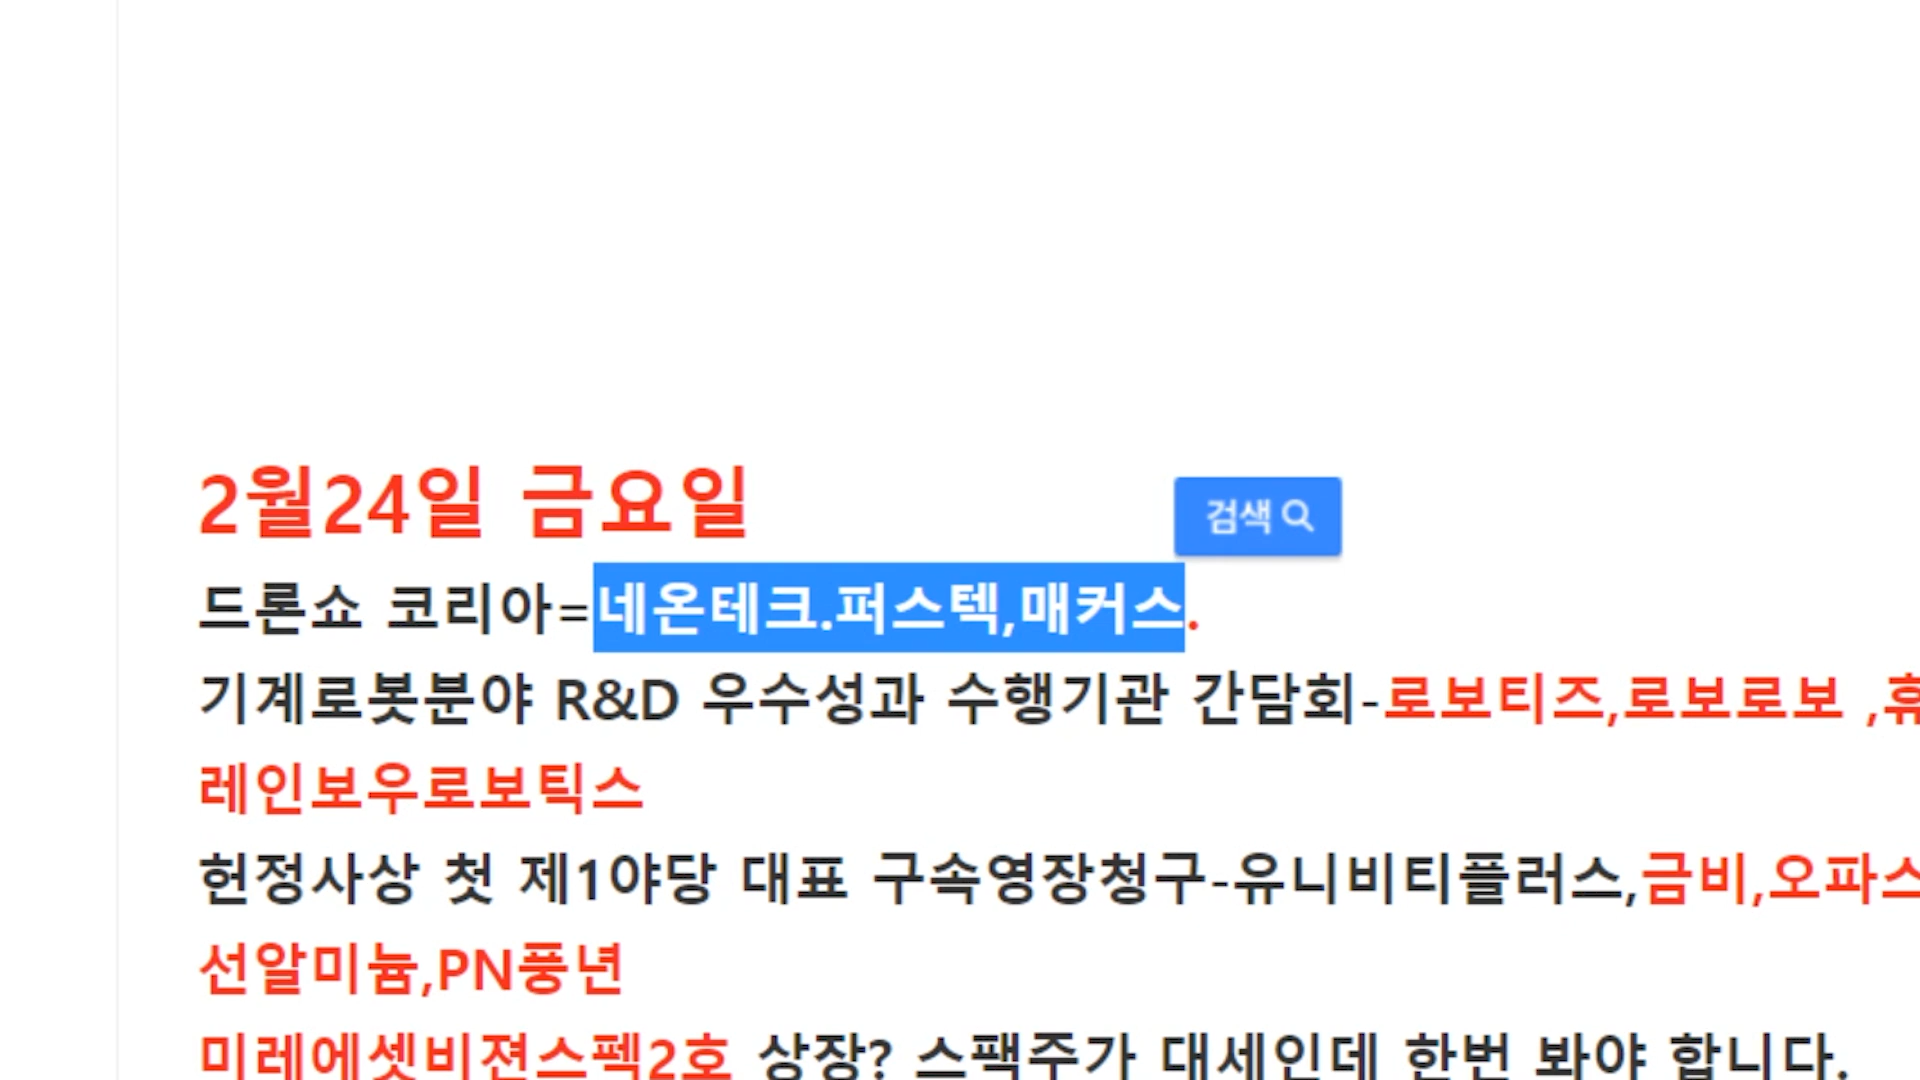 2월24일 금요일
검색
드론쇼 코리아=네온테크.퍼스텍,매커스.
기계로봇분야 R&D 우수성과 수행기관 간담회-로보티즈,로보로보 ,휴
레인보우로보틱스
헌정사상 첫 제1야당 대표 구속영장청구-유니비티플러스,금비,오파스
선알미늄,PN풍년
미레에셋비젼스펙2호 상장? 스팩주가 대세인데 한번 봐야 합니다.